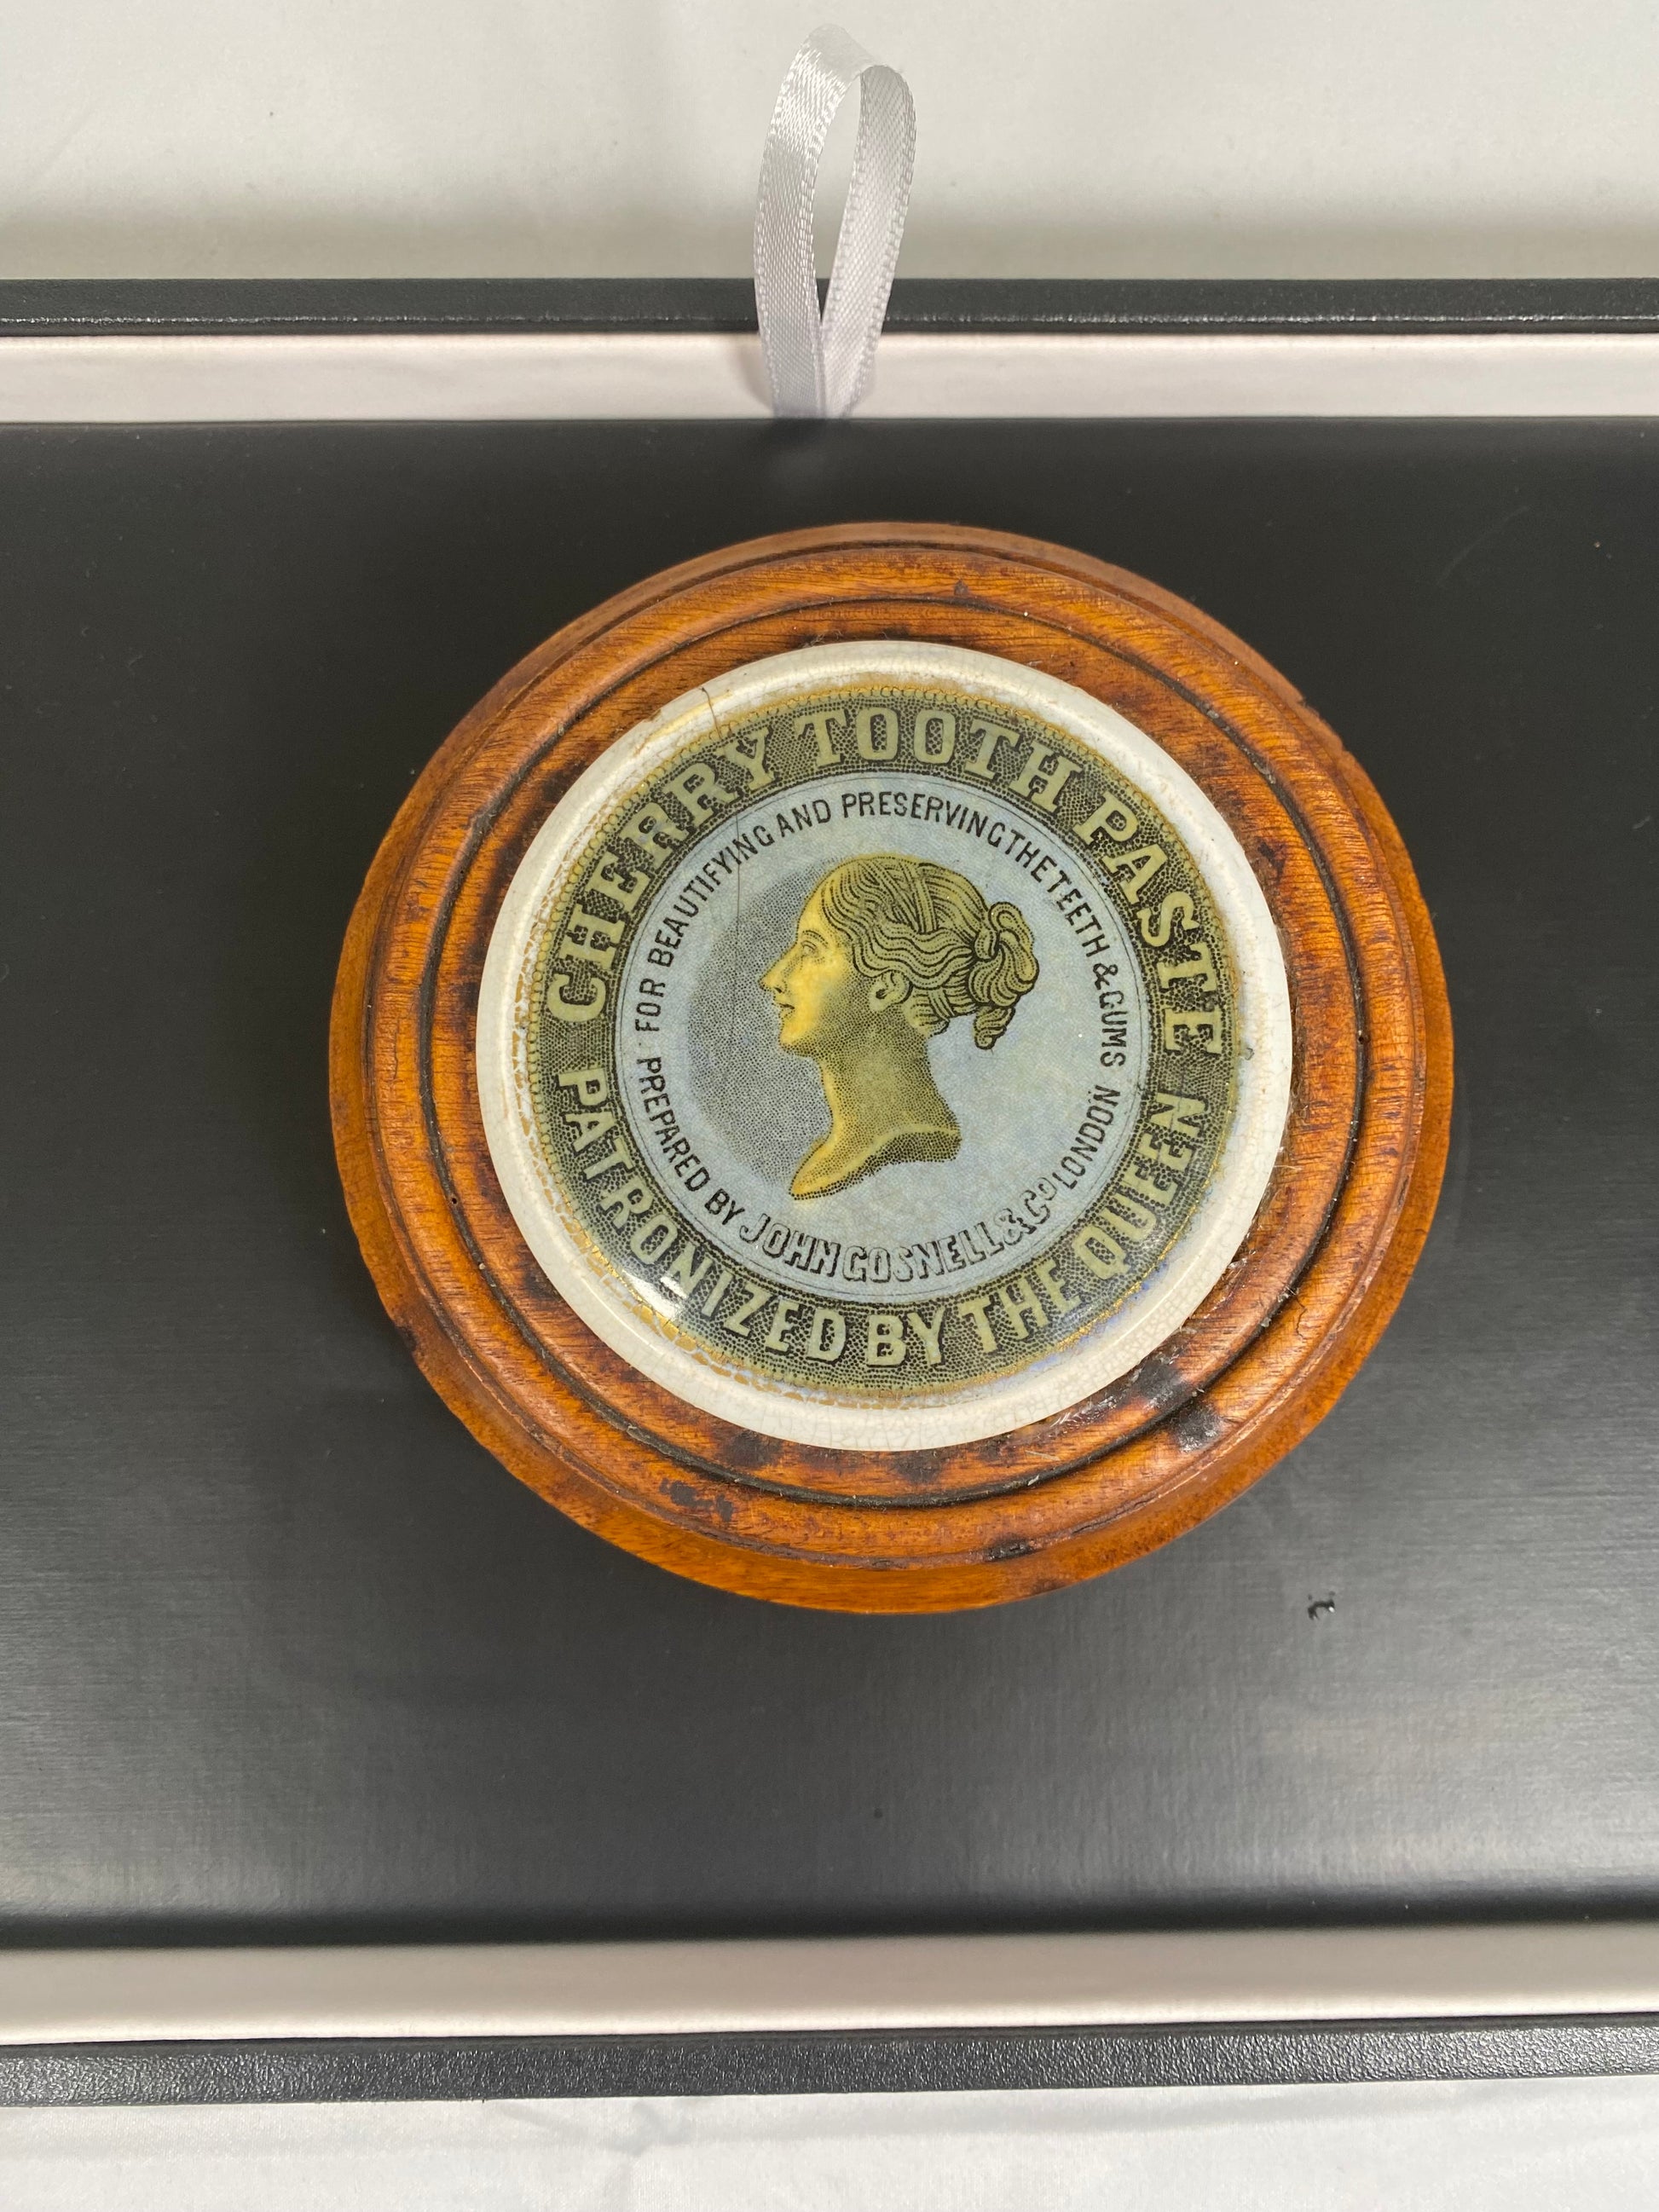 CHERRY TOOTH PASTE
PATRONIZED BY THE QUEEN
FOR BEAUTIFYING AND PRESERVING THE TEETH & GUMS
PREPARED BY JOHN GOSNELL & Co LONDON